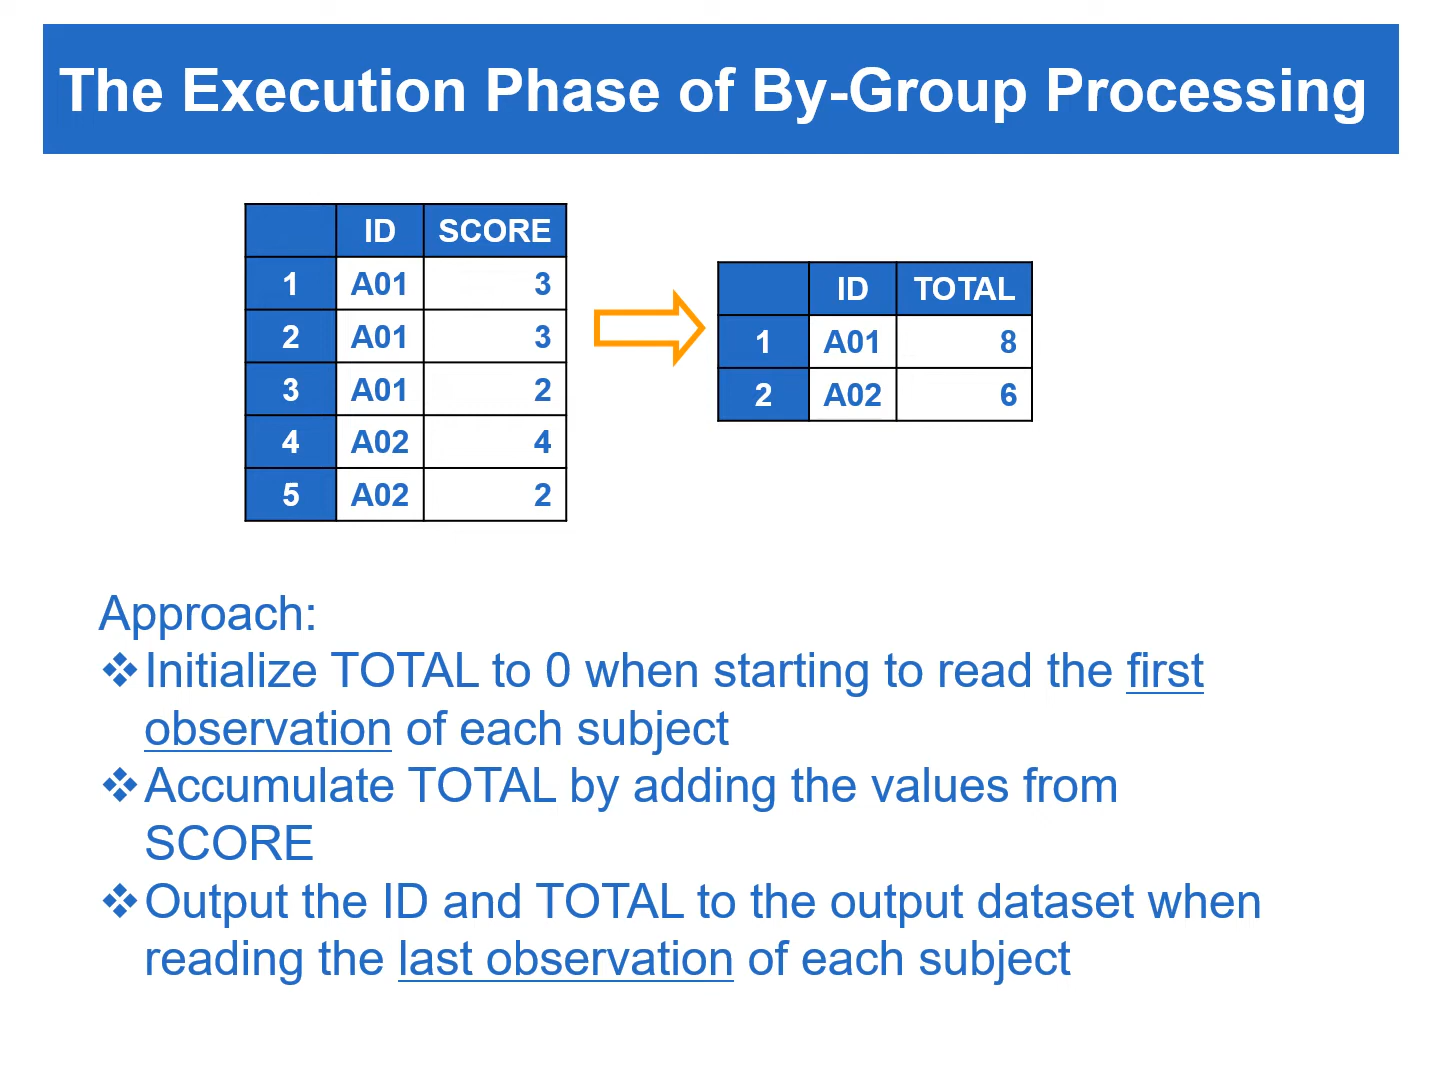 The Execution Phase of By-Group Processing
ID SCORE
1 A01 3
2 A01 3
3 A01 2
4 A02 4
5 A02 2
ID TOTAL
1 A01 8
2 A02 6
Approach:
❖Initialize TOTAL to 0 when starting to read the first
observation of each subject
❖Accumulate TOTAL by adding the values from
SCORE
❖Output the ID and TOTAL to the output dataset when
reading the last observation of each subject